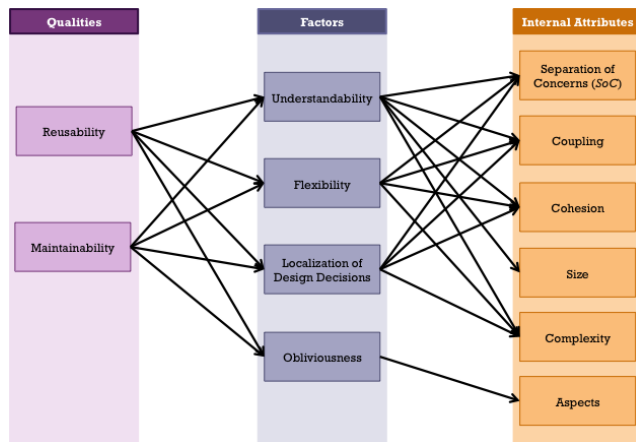 Qualities
Factors
Internal Attributes
Reusability
Maintainability
Understandability
Flexibility
Localization of
Design Decisions
Obliviousness
Separation of
Concerns (SoC)
Coupling
Cohesion
Size
Complexity
Aspects